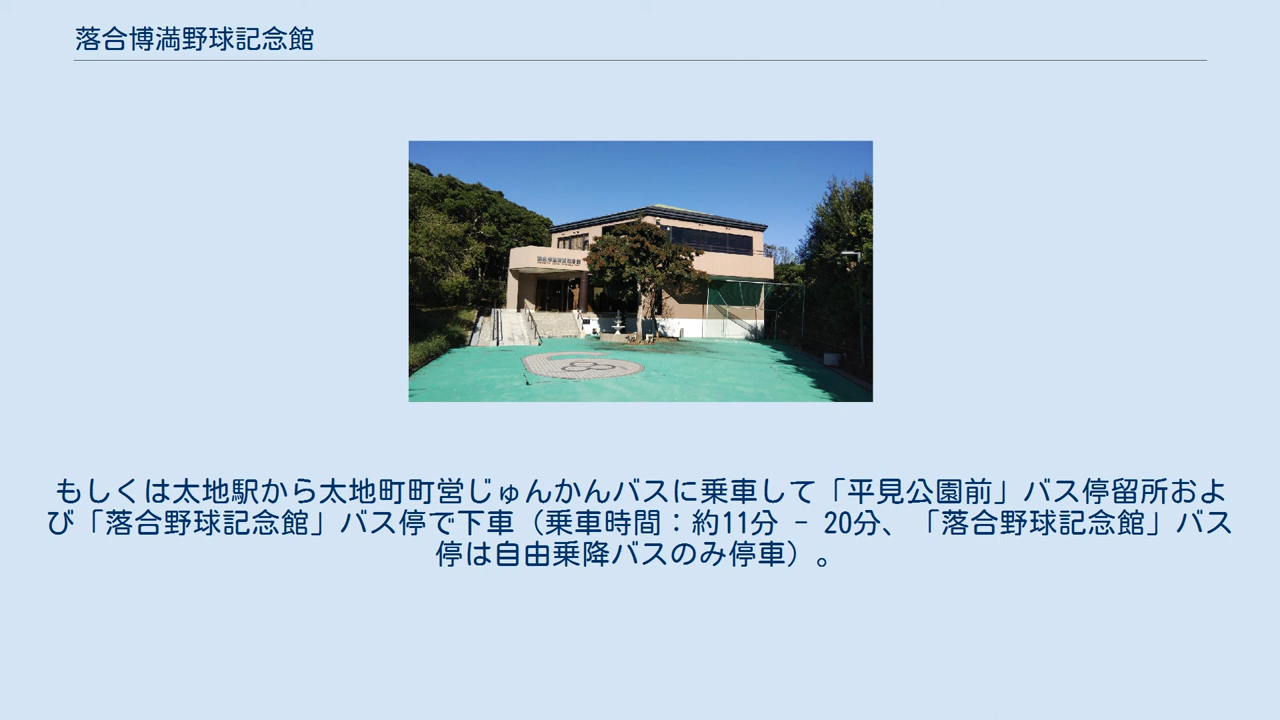 落合博満野球記念館
もしくは太地駅から太地町町営じゅんかんバスに乗車して「平見公園前」バス停留所およ
び「落合野球記念館」バス停で下車（乗車時間：約11分 - 20分、「落合野球記念館」バス
停は自由乗降バスのみ停車）。